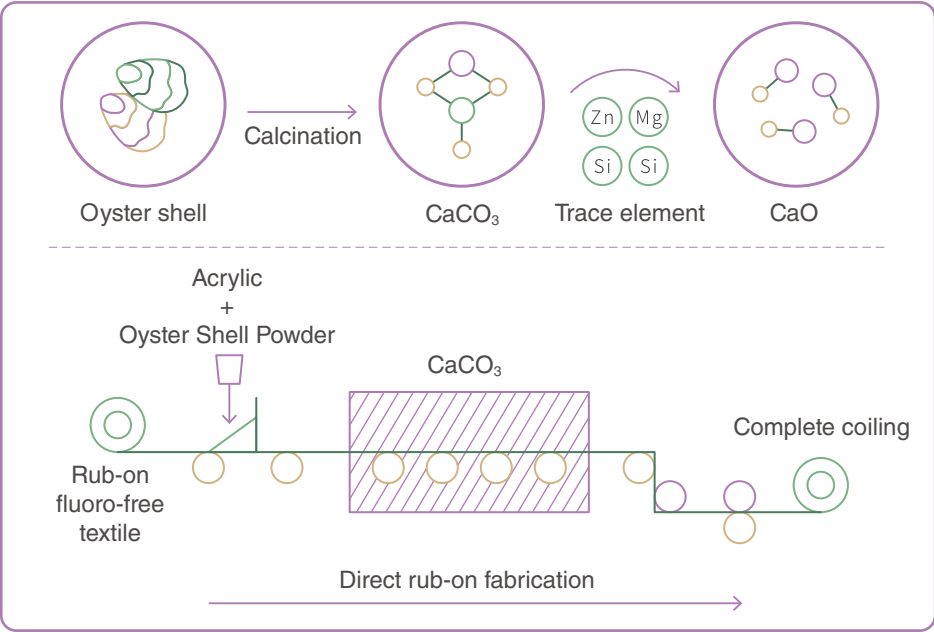 Calcination
Zn Mg
Si Si
Oyster shell
CaCO₃
Trace element
CaO
Acrylic
+
Oyster Shell Powder
CaCO₃
Complete coiling
Rub-on
fluoro-free
textile
Direct rub-on fabrication